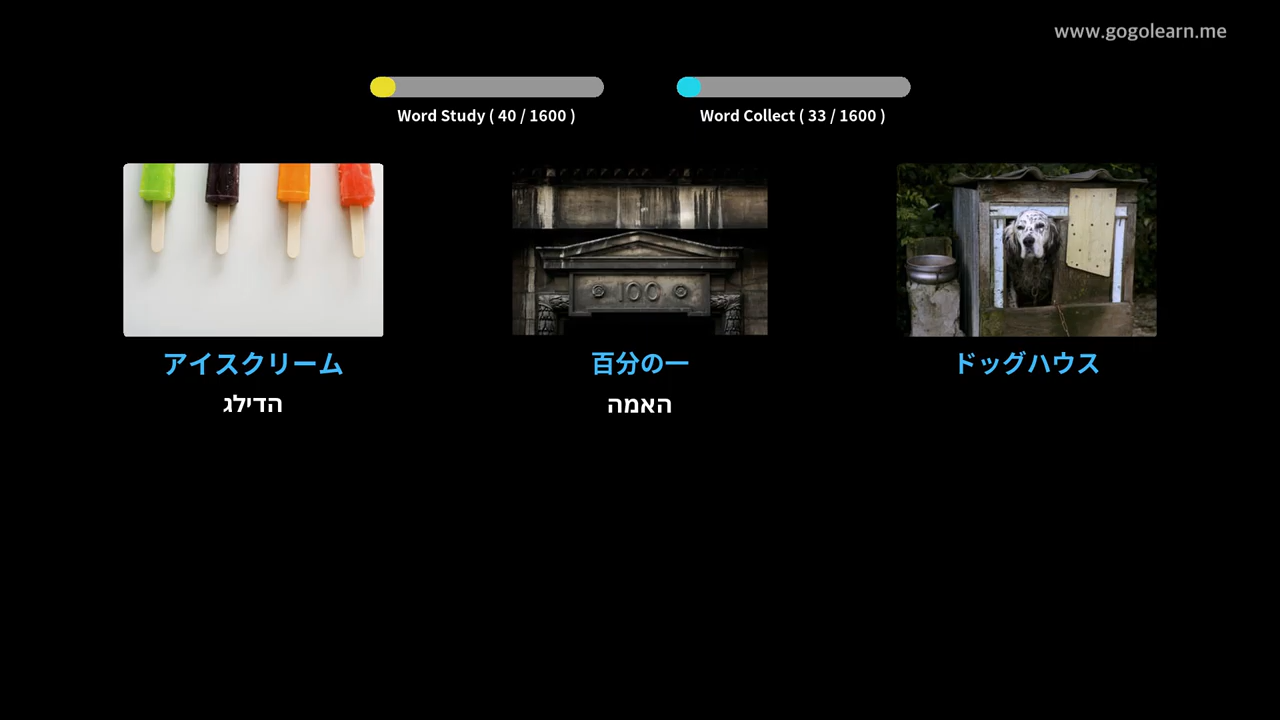 www.gogolearn.me
Word Study ( 40 / 1600 )
Word Collect ( 33 / 1600 )
100
アイスクリーム
百分の一
ドッグハウス
הדילג
האמה